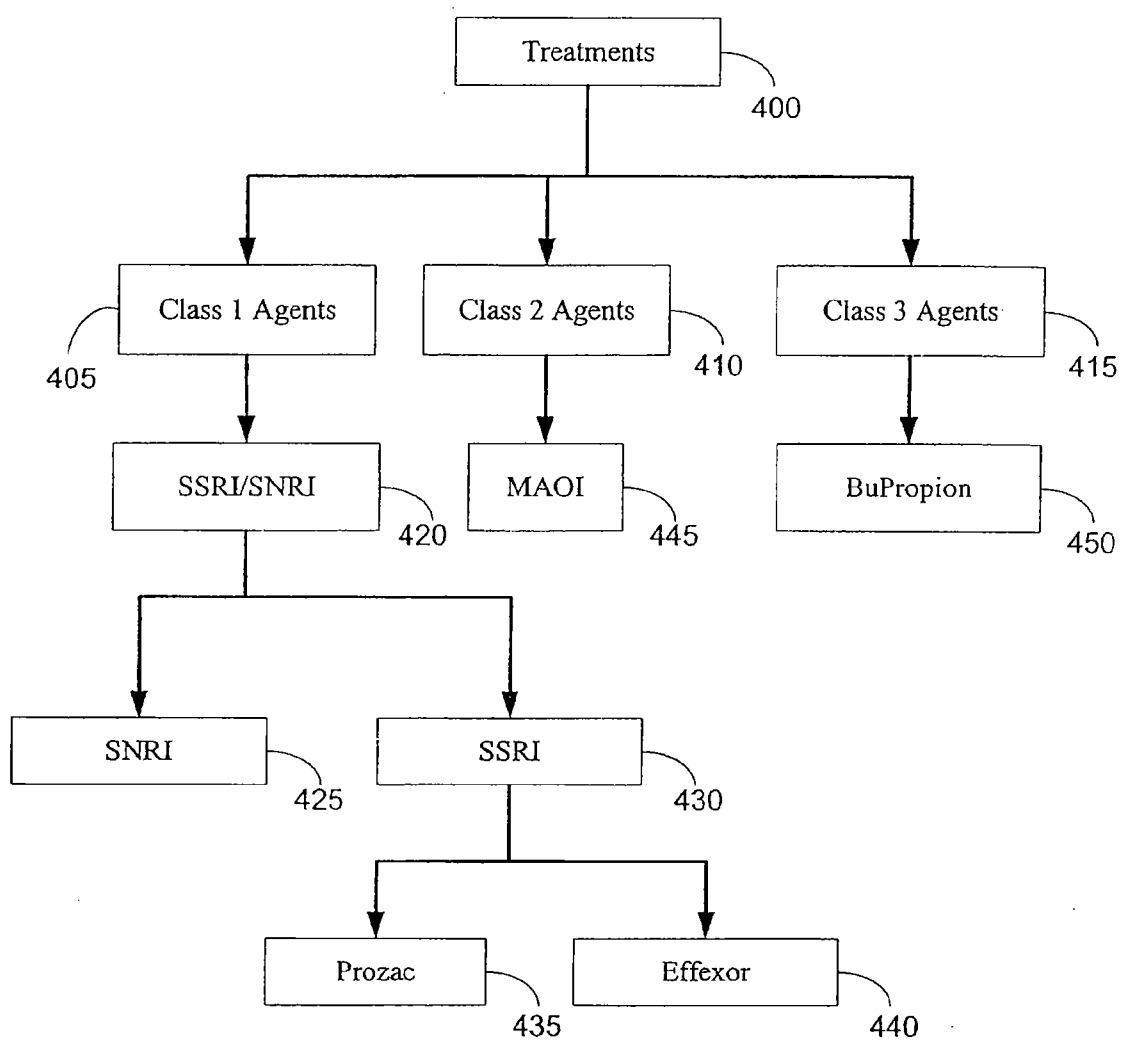 Treatments
400
Class 1 Agents
405
Class 2 Agents
410
Class 3 Agents
415
SSRI/SNRI
420
MAOI
445
BuPropion
450
SNRI
425
SSRI
430
Prozac
435
Effexor
440